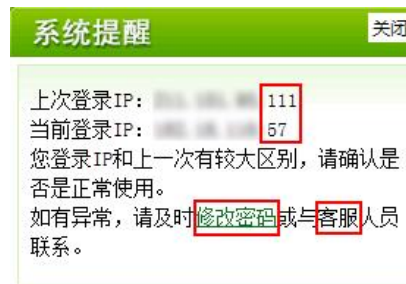 系统提醒 关闭
上次登录IP： 111
当前登录IP： 57
您登录IP和上一次有较大区别，请确认是
否是正常使用。
如有异常，请及时修改密码或与客服人员
联系。